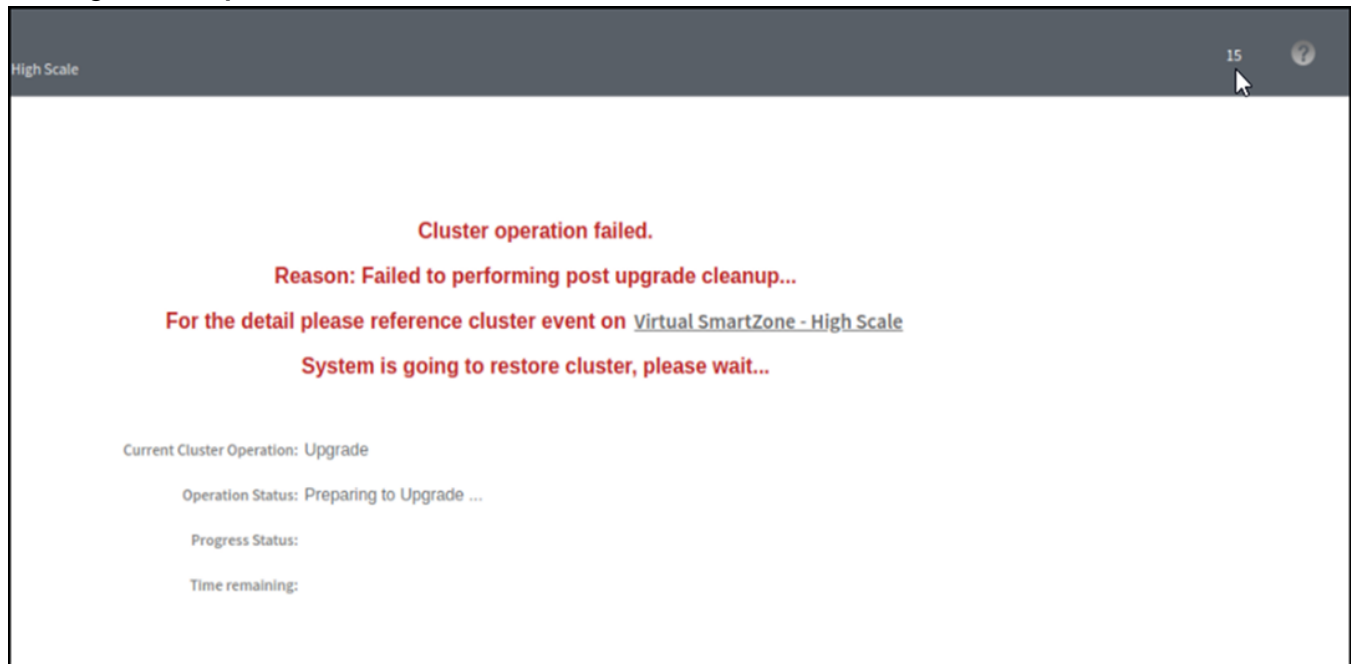 High Scale
15
?
Cluster operation failed.
Reason: Failed to performing post upgrade cleanup...
For the detail please reference cluster event on Virtual SmartZone - High Scale
System is going to restore cluster, please wait...
Current Cluster Operation: Upgrade
Operation Status: Preparing to Upgrade ...
Progress Status:
Time remaining: